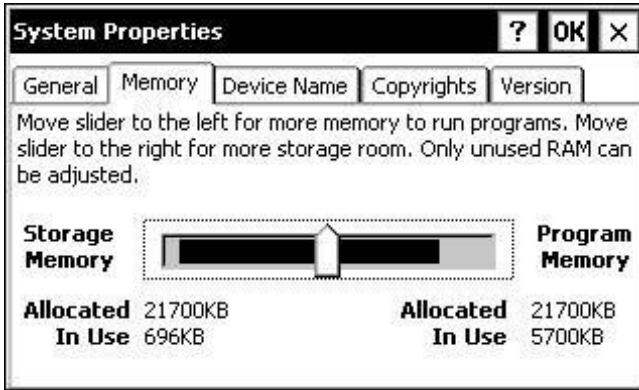 System Properties ? OK ×
General Memory Device Name Copyrights Version
Move slider to the left for more memory to run programs. Move
slider to the right for more storage room. Only unused RAM can
be adjusted.
Storage Program
Memory Memory
Allocated 21700KB Allocated 21700KB
In Use 696KB In Use 5700KB